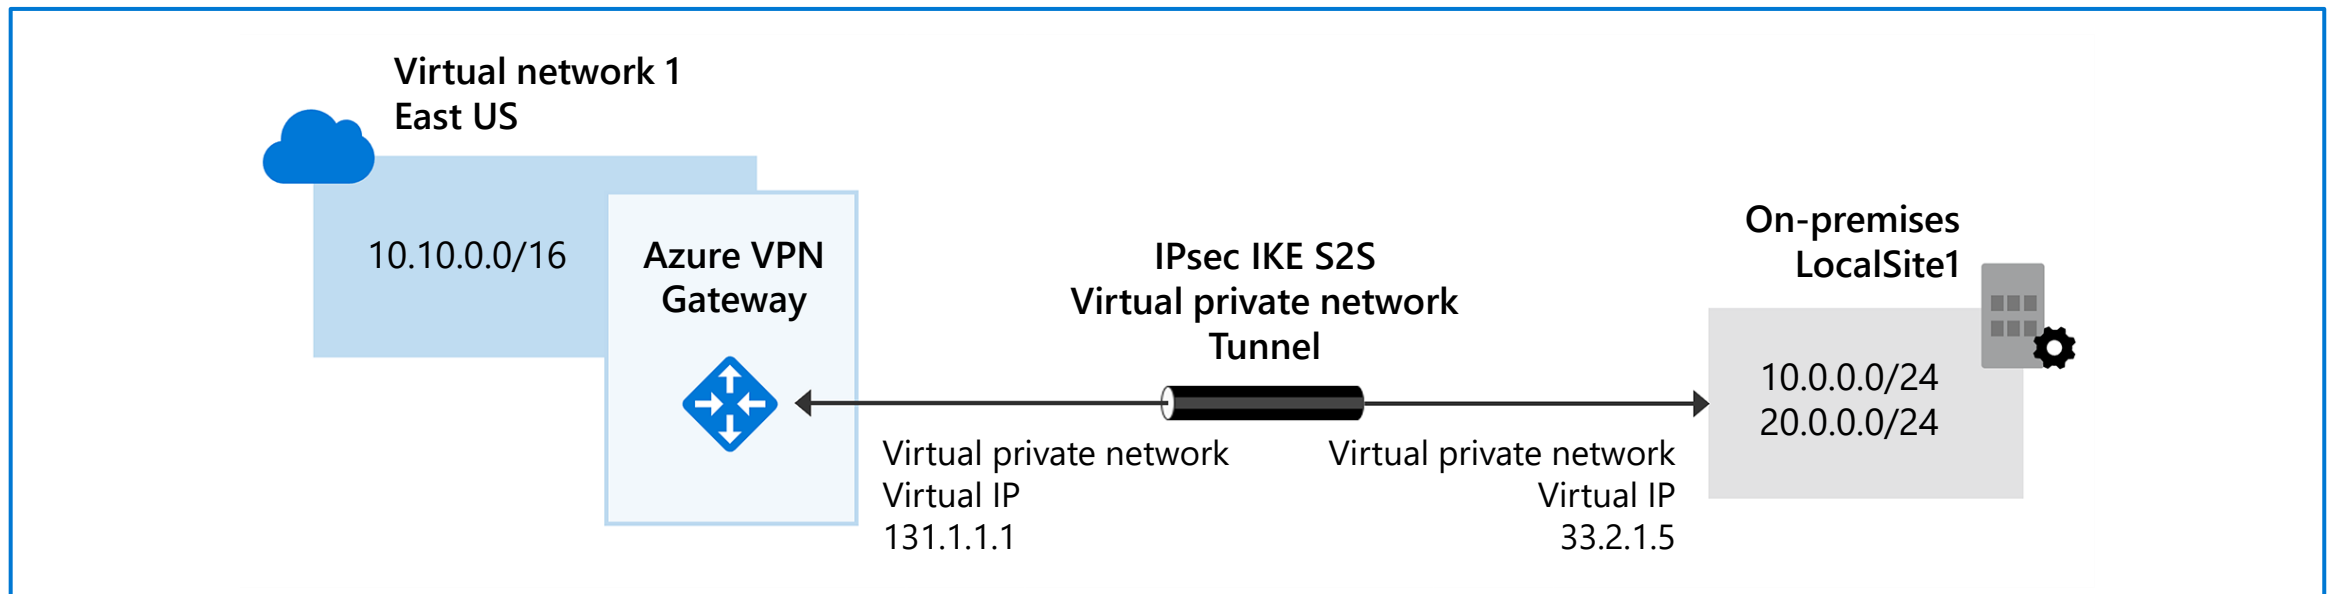 Virtual network 1
East US
10.10.0.0/16
Azure VPN
Gateway
IPsec IKE S2S
Virtual private network
Tunnel
On-premises
LocalSite1
10.0.0.0/24
20.0.0.0/24
Virtual private network
Virtual IP
131.1.1.1
Virtual private network
Virtual IP
33.2.1.5